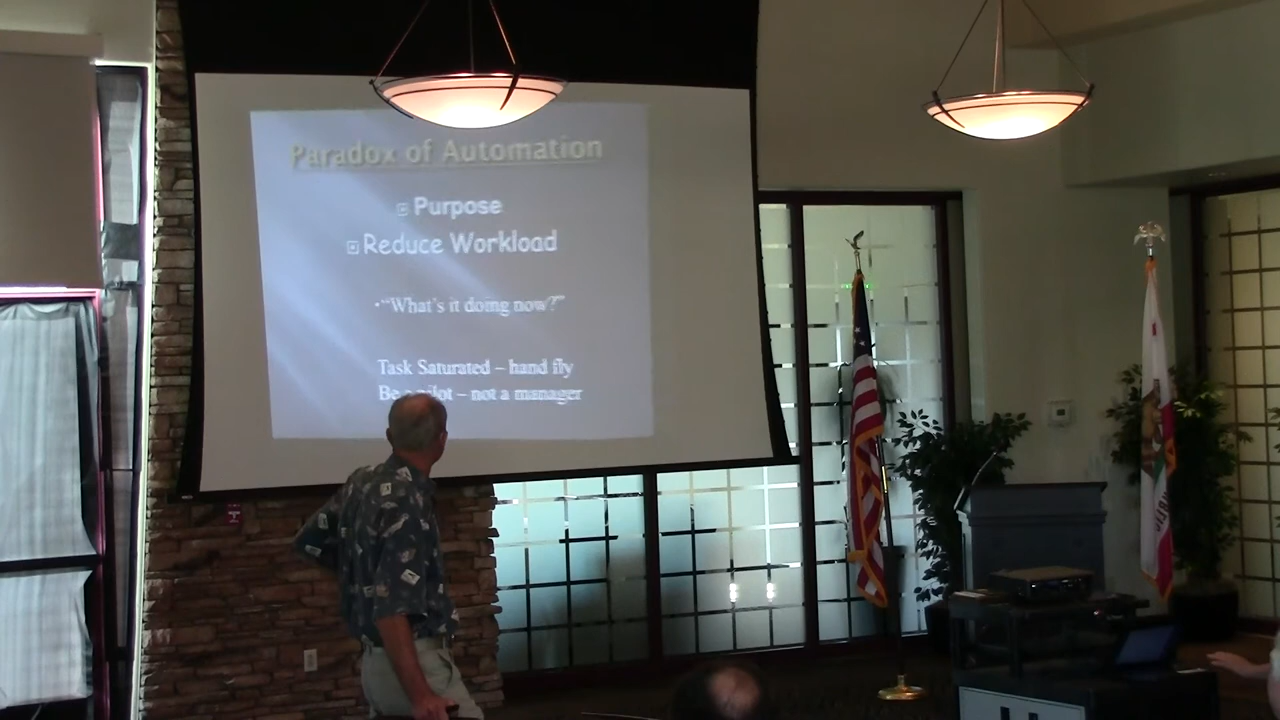 Paradox of Automation
Purpose
Reduce Workload
•"What's it doing now?"
Task Saturated – hand fly
Be pilot – not a manager